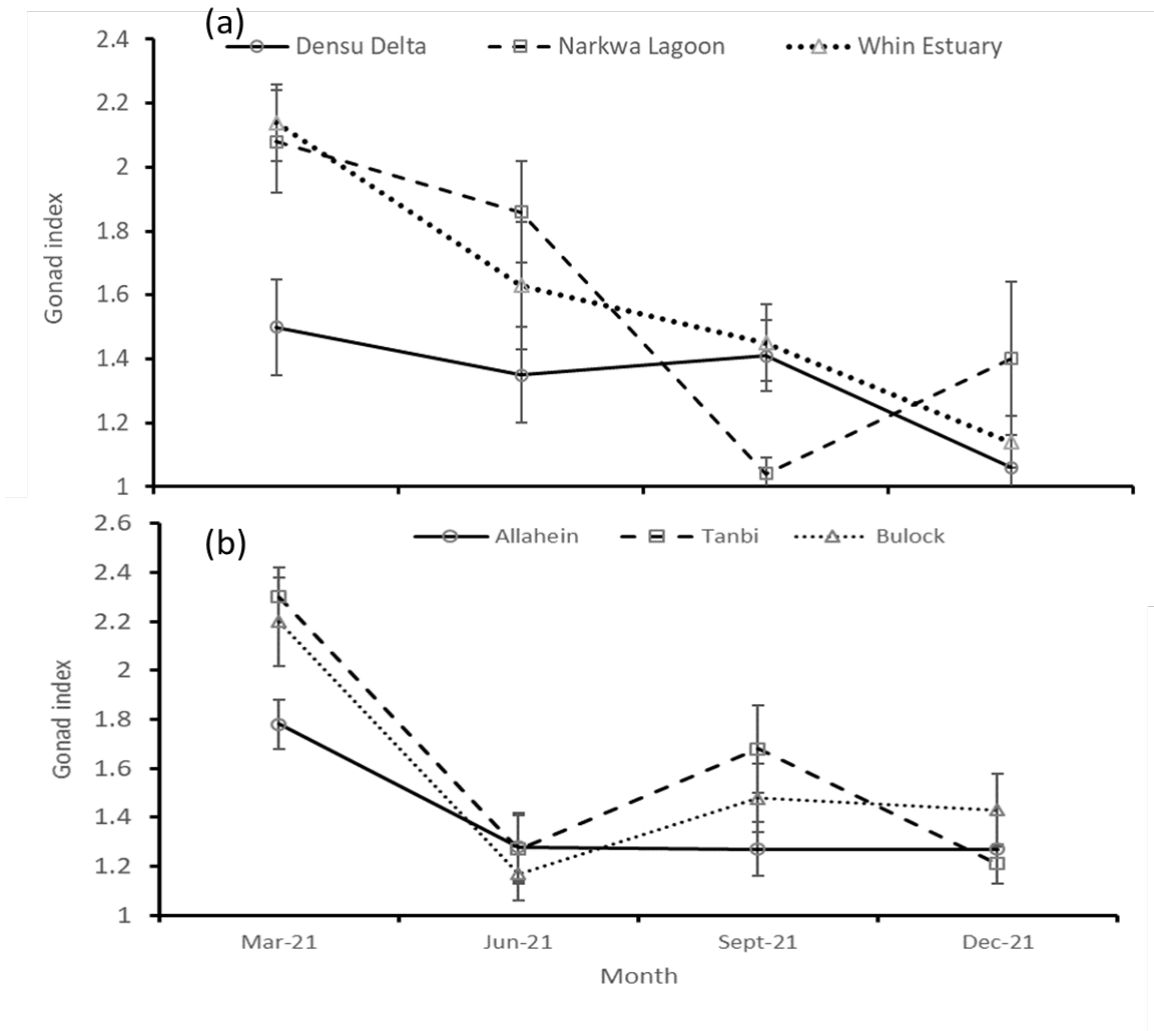 (a)
Densu Delta Narkwa Lagoon Whin Estuary
Gonad index
2.4
2.2
2
1.8
1.6
1.4
1.2
1
(b)
Allahein Tanbi Bulock
Gonad index
2.6
2.4
2.2
2
1.8
1.6
1.4
1.2
1
Mar-21 Jun-21 Sept-21 Dec-21
Month